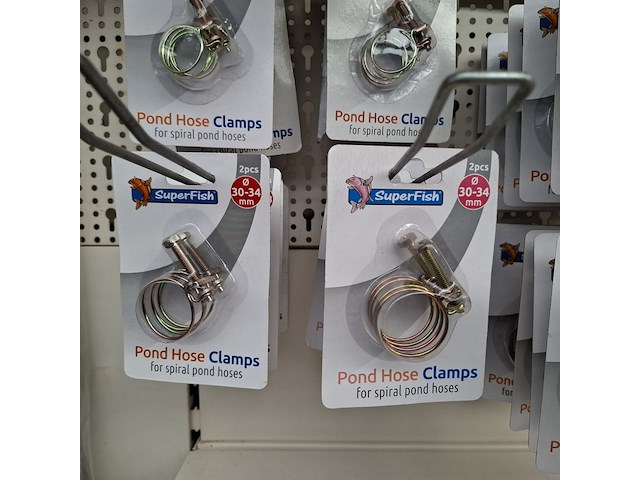 Pond Hose Clamps
for spiral pond hoses
Pond Hose Clamps
for spiral pond hoses
SuperFish
2pcs
Ø
30-34
mm
Pond Hose Clamps
for spiral pond hoses
SuperFish
2pcs
Ø
30-34
mm
Pond Hose Clamps
for spiral pond hoses